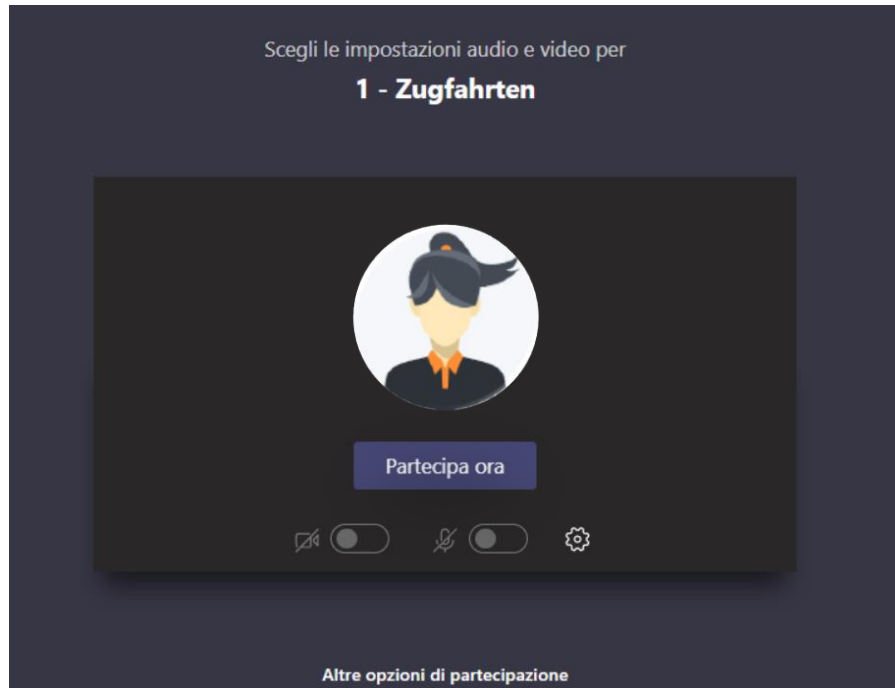 Scegli le impostazioni audio e video per
1 - Zugfahrten
Partecipa ora
Altre opzioni di partecipazione